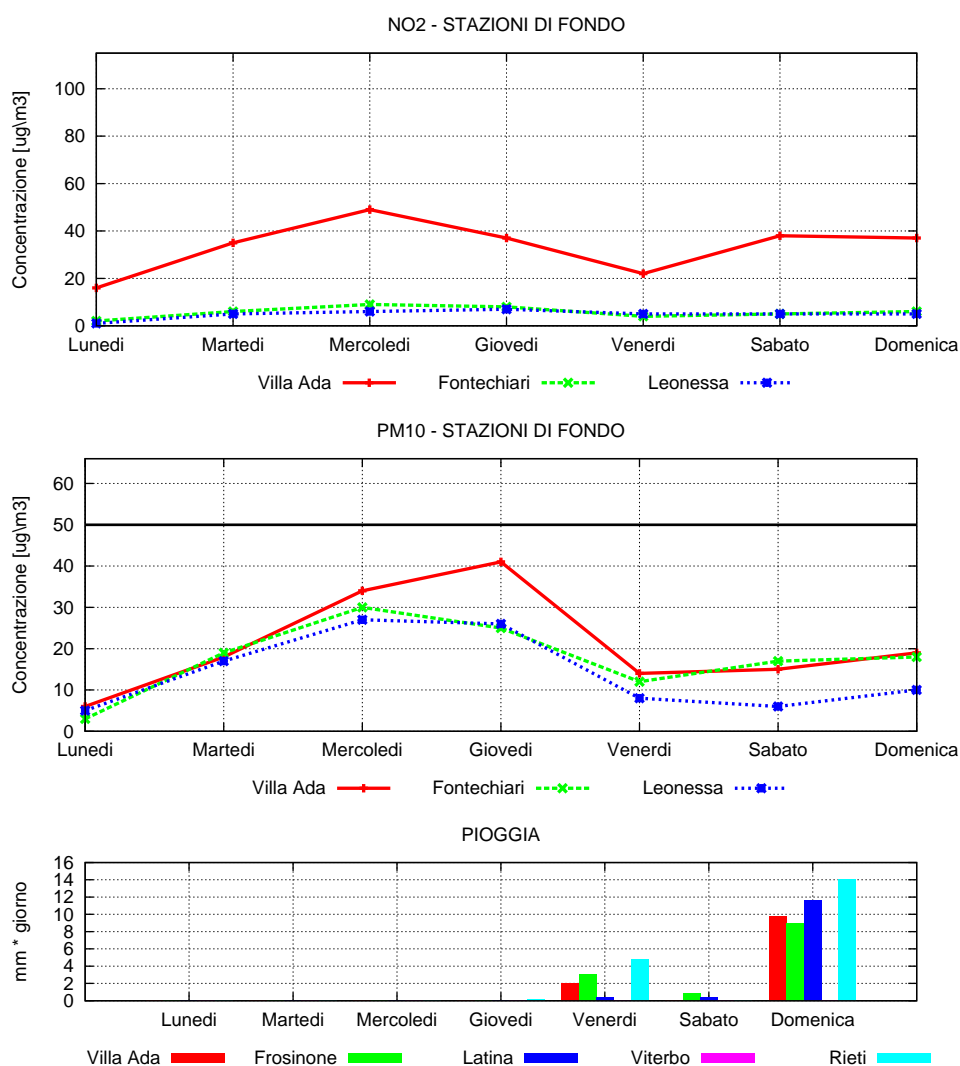 NO2 - STAZIONI DI FONDO
Concentrazione [ug\m3]
100
80
60
40
20
0
Lunedi Martedi Mercoledi Giovedi Venerdi Sabato Domenica
Villa Ada Fontechiari Leonessa
PM10 - STAZIONI DI FONDO
Concentrazione [ug\m3]
60
50
40
30
20
10
0
Lunedi Martedi Mercoledi Giovedi Venerdi Sabato Domenica
Villa Ada Fontechiari Leonessa
PIOGGIA
mm * giorno
16
14
12
10
8
6
4
2
0
Lunedi Martedi Mercoledi Giovedi Venerdi Sabato Domenica
Villa Ada Frosinone Latina Viterbo Rieti